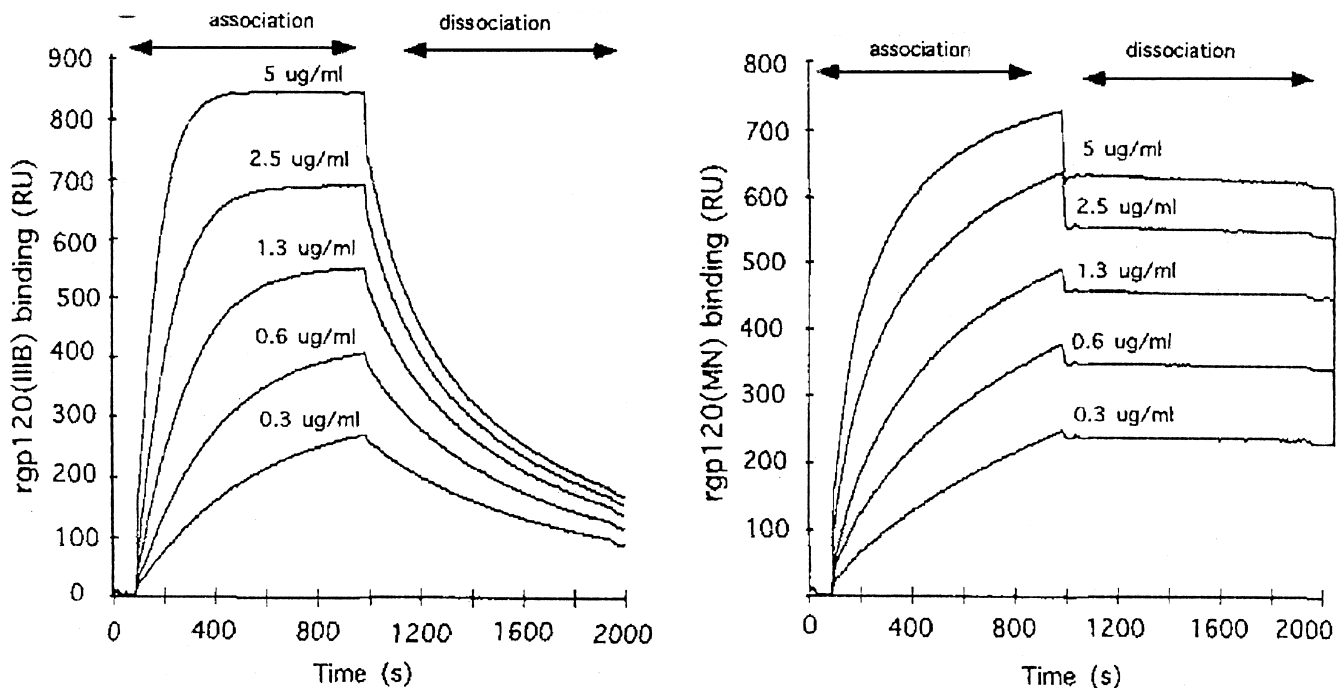 association
dissociation
900
800
700
600
500
400
300
200
100
0
rgp120(IIIB) binding (RU)
5 ug/ml
2.5 ug/ml
1.3 ug/ml
0.6 ug/ml
0.3 ug/ml
0 400 800 1200 1600 2000
Time (s)
association
dissociation
800
700
600
500
400
300
200
100
rgp120(MN) binding (RU)
5 ug/ml
2.5 ug/ml
1.3 ug/ml
0.6 ug/ml
0.3 ug/ml
0 400 800 1200 1600 2000
Time (s)